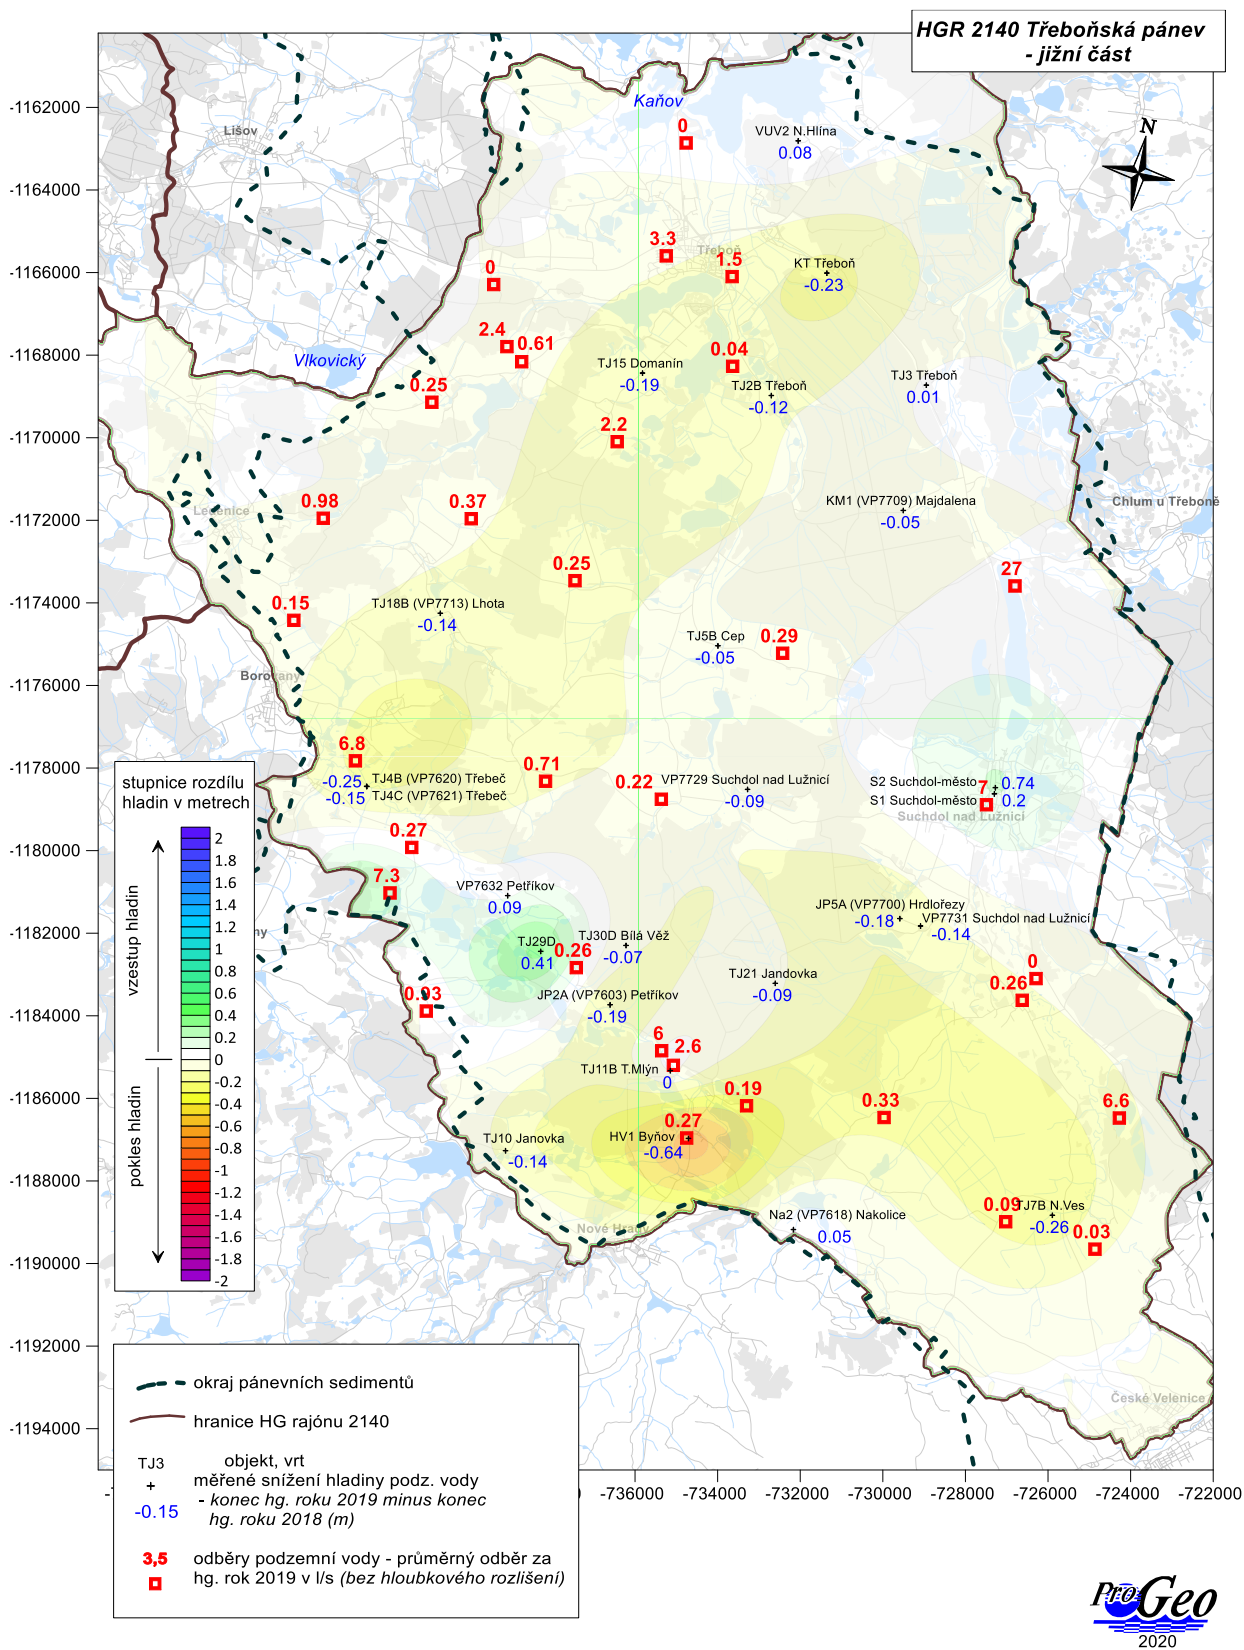 HGR 2140 Třeboňská pánev
- jižní část
-1162000
-1164000
-1166000
-1168000
-1170000
-1172000
-1174000
-1176000
-1178000
-1180000
-1182000
-1184000
-1186000
-1188000
-1190000
-1192000
-1194000
Kaňov
0
VUV2 N.Hlína
0.08
N
Lišov
3.3
Třeboň
1.5
KT Třeboň
-0.23
0
2.4
0.61
Vlkovický
TJ15 Domanín
-0.19
0.04
TJ2B Třeboň
-0.12
TJ3 Třeboň
0.01
0.25
2.2
0.98
Ledenice
0.37
KM1 (VP7709) Majdalena
-0.05
Chlum u Třeboně
0.25
27
0.15
TJ18B (VP7713) Lhota
-0.14
TJ5B Cep
-0.05
0.29
Borovany
6.8
-0.25
TJ4B (VP7620) Třebeč
-0.15
TJ4C (VP7621) Třebeč
0.71
0.22
VP7729 Suchdol nad Lužnicí
-0.09
S2 Suchdol-město
0.74
7
S1 Suchdol-město
0.2
Suchdol nad Lužnicí
0.27
7.3
VP7632 Petříkov
0.09
JP5A (VP7700) Hrdlořezy
-0.18
VP7731 Suchdol nad Lužnicí
-0.14
TJ29D
0.41
TJ30D Bílá Věž
0.26
-0.07
TJ21 Jandovka
-0.09
0
0.26
0.03
JP2A (VP7603) Petříkov
-0.19
6
2.6
TJ11B T.Mlýn
0
0.19
0.33
6.6
0.27
HV1 Byňov
-0.64
TJ10 Janovka
-0.14
0.09
TJ7B N.Ves
-0.26
0.03
Na2 (VP7618) Nakolice
0.05
Nové Hrady
České Velenice
stupnice rozdílu
hladin v metrech
vzestup hladin
pokles hladin
2
1.8
1.6
1.4
1.2
1
0.8
0.6
0.4
0.2
0
-0.2
-0.4
-0.6
-0.8
-1
-1.2
-1.4
-1.6
-1.8
-2
okraj pánevních sedimentů
hranice HG rajónu 2140
TJ3
objekt, vrt
měřené snížení hladiny podz. vody
- konec hg. roku 2019 minus konec
hg. roku 2018 (m)
-0.15
3,5
odběry podzemní vody - průměrný odběr za
hg. rok 2019 v l/s (bez hloubkového rozlišení)
-736000
-734000
-732000
-730000
-728000
-726000
-724000
-722000
ProGeo
2020